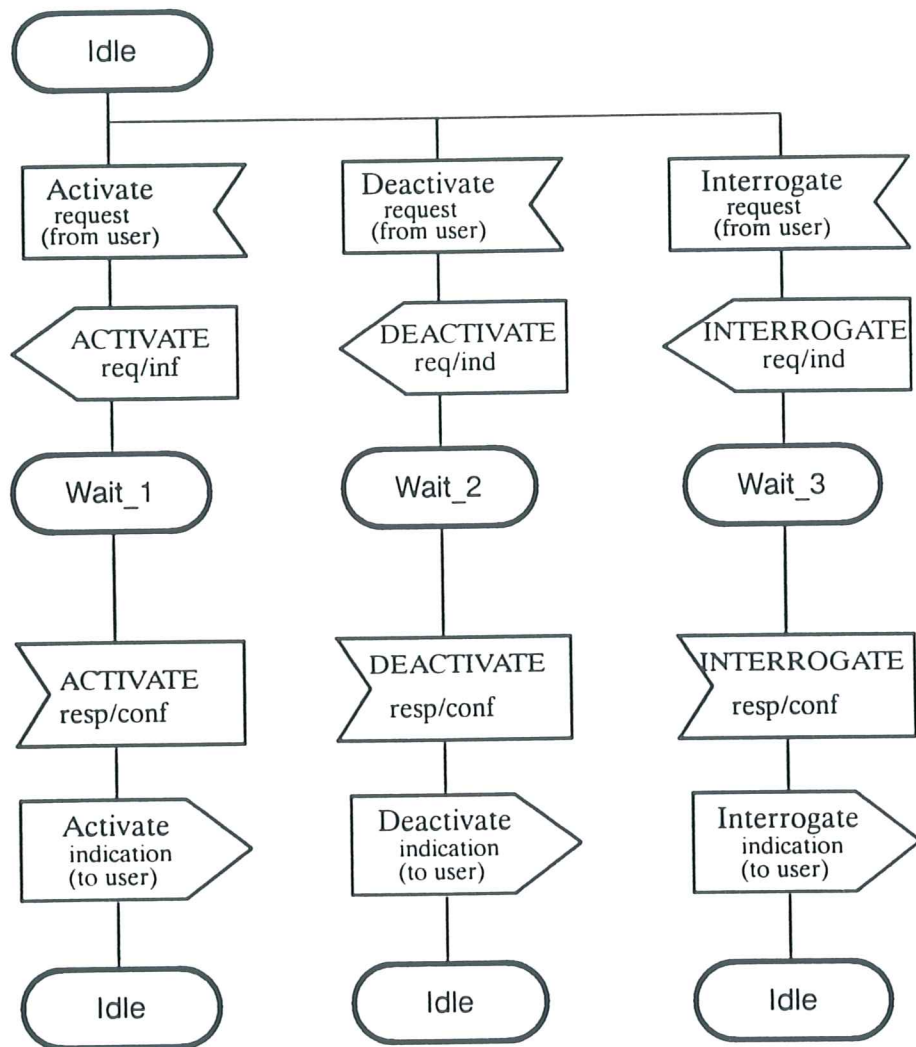 Idle
Activate
request
(from user)
Deactivate
request
(from user)
Interrogate
request
(from user)
ACTIVATE
req/inf
DEACTIVATE
req/ind
INTERROGATE
req/ind
Wait_1
Wait_2
Wait_3
ACTIVATE
resp/conf
DEACTIVATE
resp/conf
INTERROGATE
resp/conf
Activate
indication
(to user)
Deactivate
indication
(to user)
Interrogate
indication
(to user)
Idle
Idle
Idle